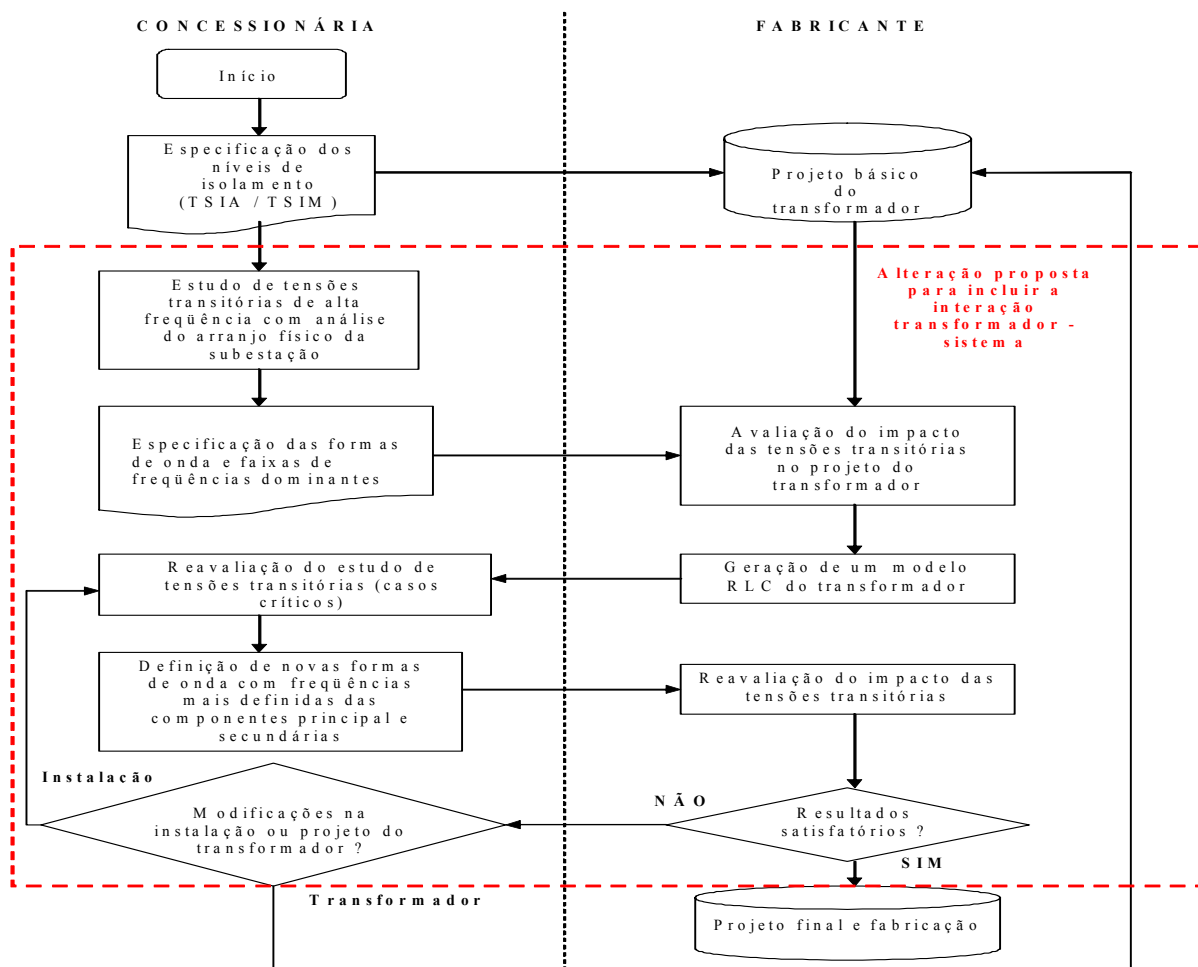 CONCESSIONÁRIA
FABRICANTE
Início
Especificação dos
níveis de
isolamento
(TSIA / TSIM)
Projeto básico
do
transformador
Alteração proposta
para incluir a
interação
transformador -
sistema
Estudo de tensões
transitórias de alta
freqüência com análise
do arranjo físico da
subestação
Especificação das formas
de onda e faixas de
freqüências dominantes
Avaliação do impacto
das tensões transitórias
no projeto do
transformador
Reavaliação do estudo de
tensões transitórias (casos
críticos)
Geração de um modelo
RLC do transformador
Definição de novas formas
de onda com freqüências
mais definidas das
componentes principal e
secundárias
Reavaliação do impacto das
tensões transitórias
Instalação
Modificações na
instalação ou projeto do
transformador ?
NÃO
Resultados
satisfatórios ?
SIM
Transformador
Projeto final e fabricação